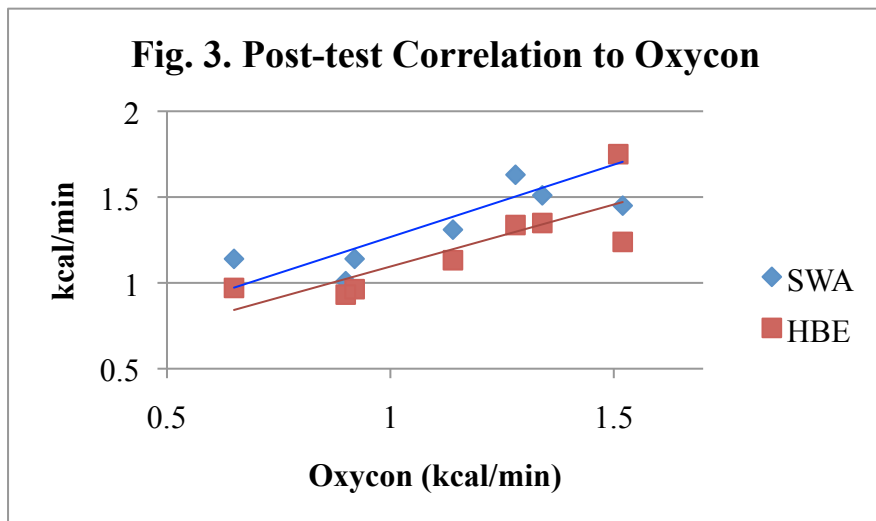 Fig. 3. Post-test Correlation to Oxycon
2
1.5
1
0.5
kcal/min
0.5 1 1.5
Oxycon (kcal/min)
SWA
HBE